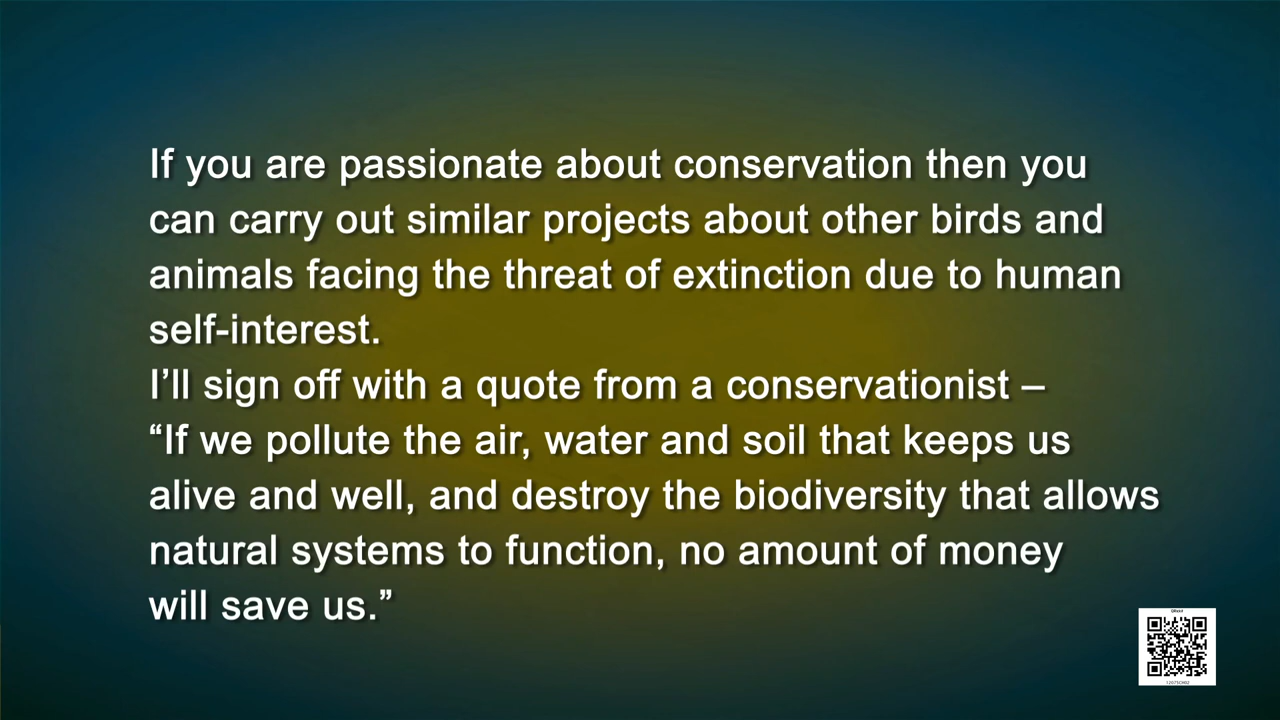 If you are passionate about conservation then you
can carry out similar projects about other birds and
animals facing the threat of extinction due to human
self-interest.
I’ll sign off with a quote from a conservationist –
“If we pollute the air, water and soil that keeps us
alive and well, and destroy the biodiversity that allows
natural systems to function, no amount of money
will save us.”